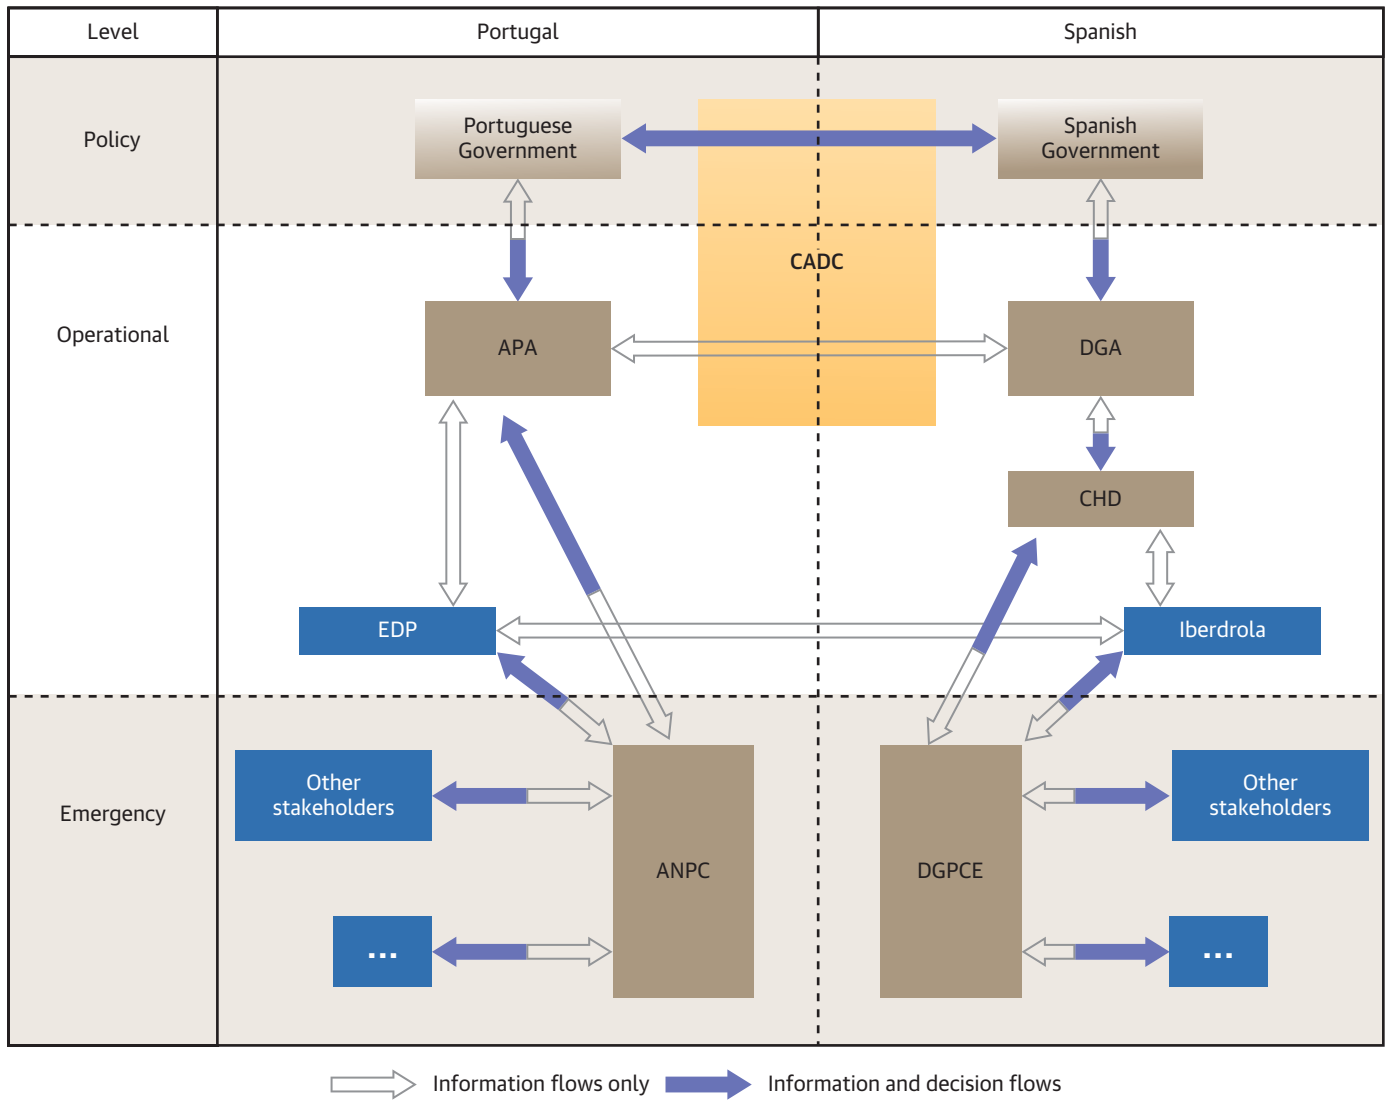 Level
Portugal
Spanish
Policy
Portuguese
Government
Spanish
Government
CADC
Operational
APA
DGA
CHD
EDP
Iberdrola
Emergency
Other
stakeholders
Other
stakeholders
ANPC
DGPCE
...
...
Information flows only
Information and decision flows